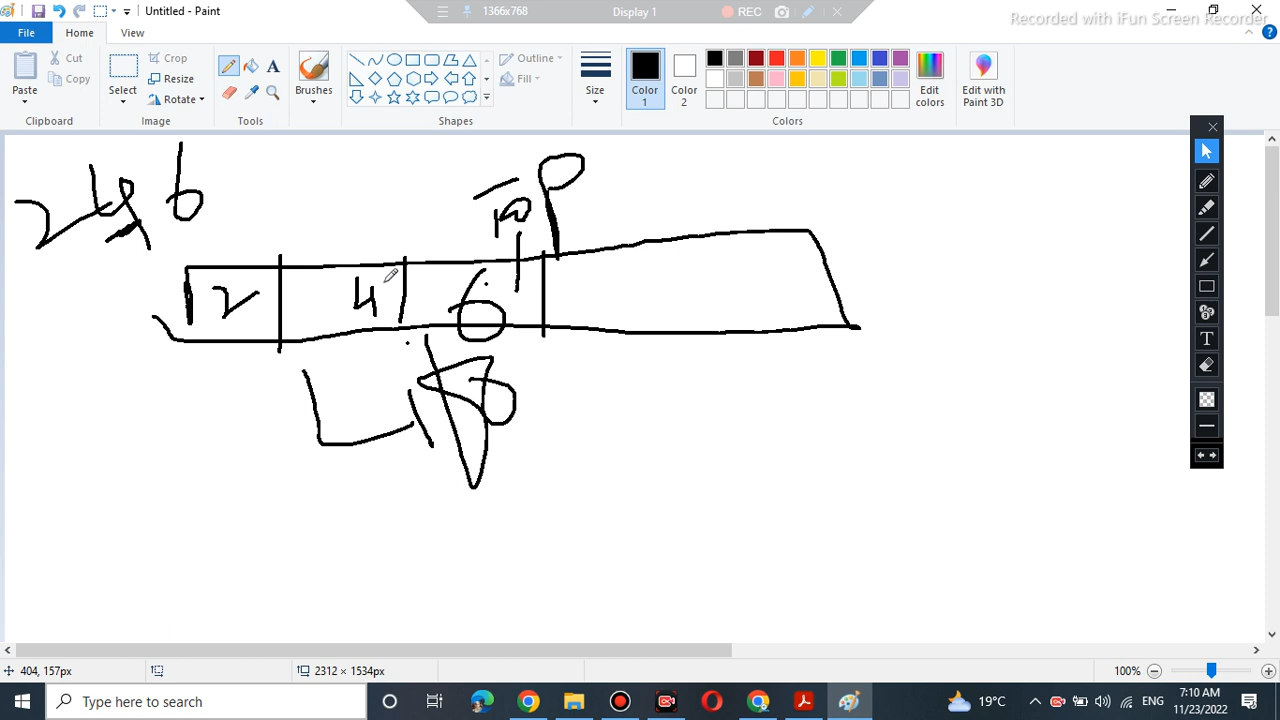 Untitled - Paint
1366x768
Display 1
REC
Recorded with iFun Screen Recorder
File
Home
View
Paste
Cut
Copy
Select
Crop
Resize
Rotate
Brushes
Outline
Fill
Size
Color 1
Color 2
Edit colors
Edit with Paint 3D
Clipboard
Image
Tools
Shapes
Colors
2
6
2
4
6
404, 157px
2312 × 1534px
100%
Type here to search
19°C
ENG
7:10 AM
11/23/2022